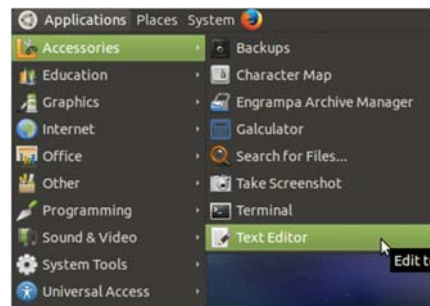 Applications Places System
Accessories
Education
Graphics
Internet
Office
Other
Programming
Sound & Video
System Tools
Universal Access
Backups
Character Map
Engrampa Archive Manager
Galculator
Search for Files...
Take Screenshot
Terminal
Text Editor
Edit